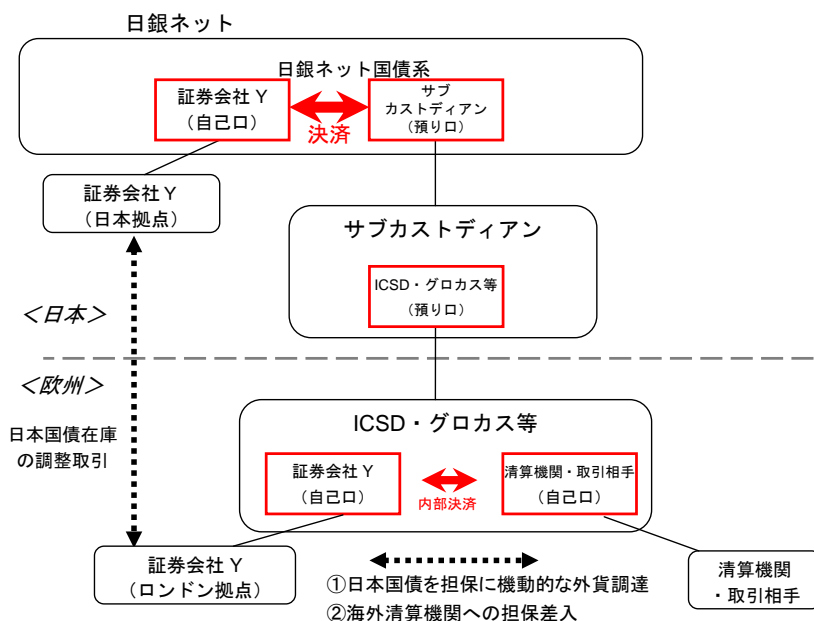 日銀ネット
日銀ネット国債系
証券会社Y
（自己口）
決済
サブ
カストディアン
（預り口）
証券会社Y
（日本拠点）
サブカストディアン
ICSD・グロカス等
（預り口）
＜日本＞
＜欧州＞
日本国債在庫
の調整取引
ICSD・グロカス等
証券会社Y
（自己口）
内部決済
清算機関・取引相手
（自己口）
証券会社Y
（ロンドン拠点）
①日本国債を担保に機動的な外貨調達
②海外清算機関への担保差入
清算機関
・取引相手